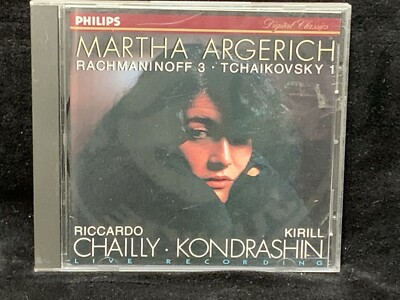 PHILIPS
Digital Classics
MARTHA ARGERICH
RACHMANINOFF 3 · TCHAIKOVSKY 1
RICCARDO KIRILL
CHAILLY · KONDRASHIN
LIVE RECORDING